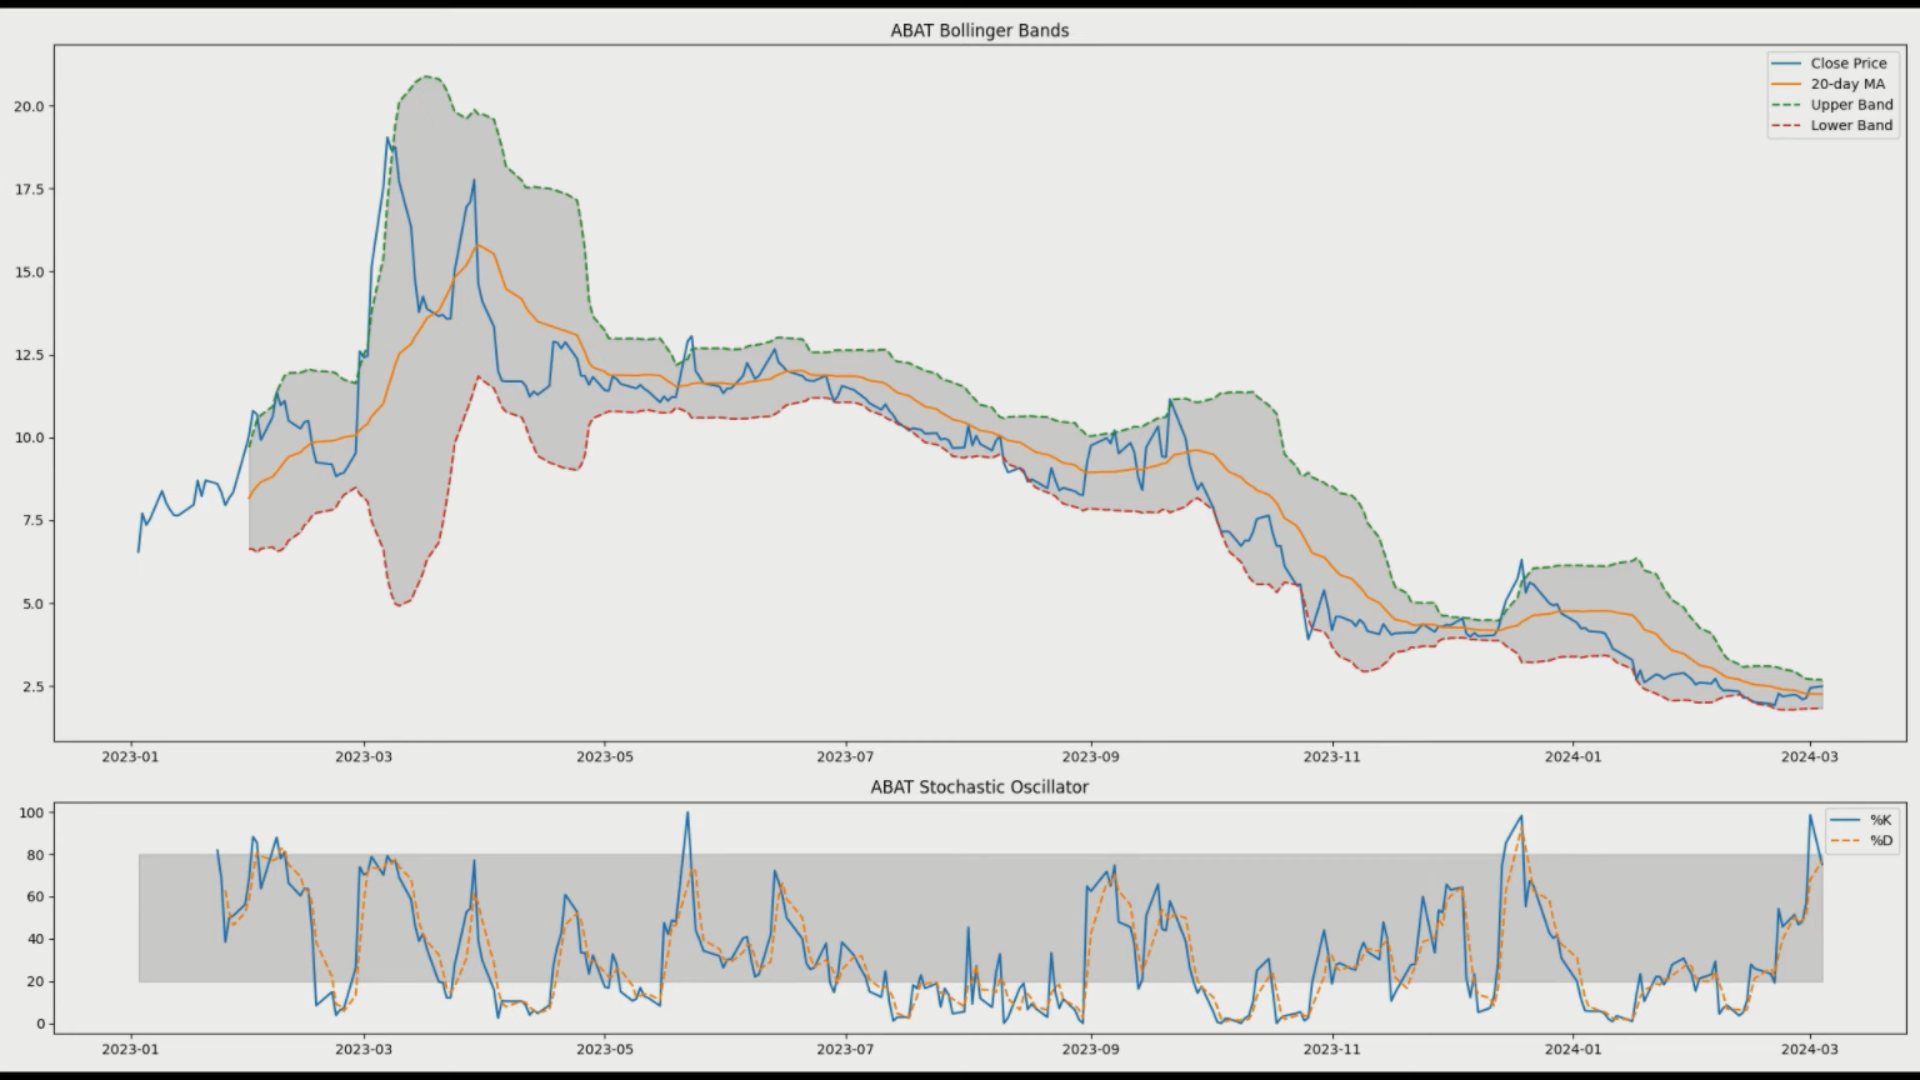 ABAT Bollinger Bands
Close Price
20-day MA
Upper Band
Lower Band
20.0
17.5
15.0
12.5
10.0
7.5
5.0
2.5
2023-01 2023-03 2023-05 2023-07 2023-09 2023-11 2024-01 2024-03
ABAT Stochastic Oscillator
%K
%D
100
80
60
40
20
0
2023-01 2023-03 2023-05 2023-07 2023-09 2023-11 2024-01 2024-03